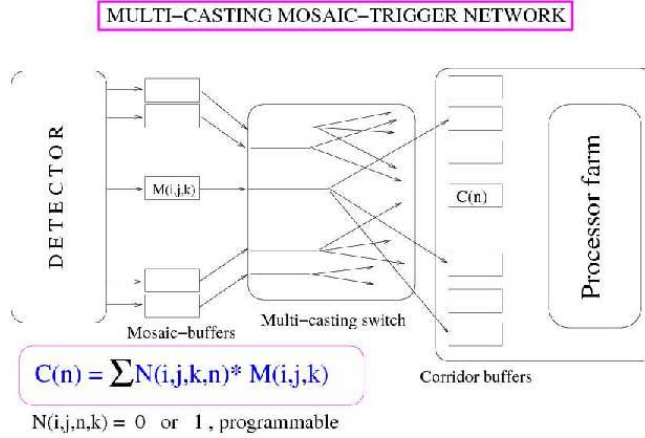 MULTI-CASTING MOSAIC-TRIGGER NETWORK
DETECTOR
M(i,j,k)
C(n)
Processor farm
Mosaic-buffers
Multi-casting switch
Corridor buffers
C(n) = ∑N(i,j,k,n)* M(i,j,k)
N(i,j,n,k) = 0 or 1 , programmable